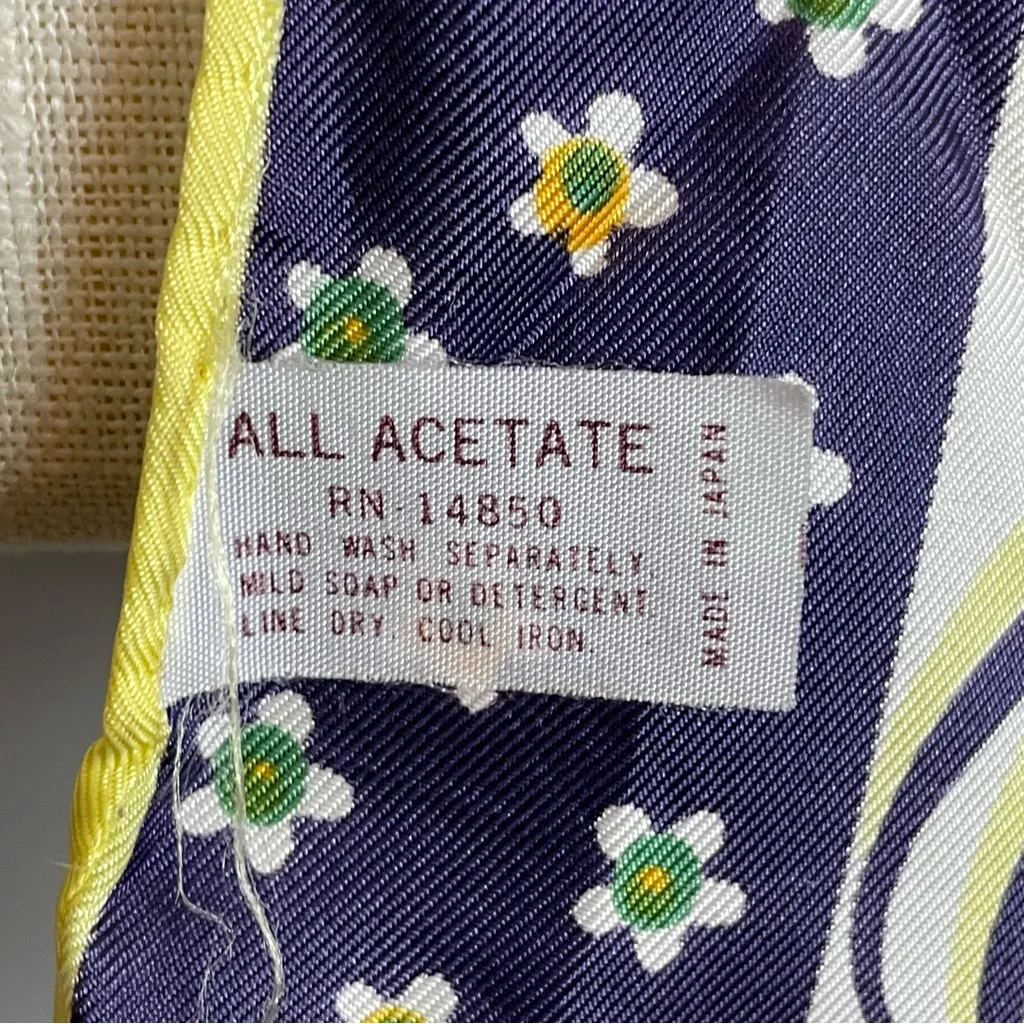 ALL ACETATE
RN-14850
HAND WASH SEPARATELY.
MILD SOAP OR DETERGENT
LINE DRY. COOL IRON.
MADE IN JAPAN